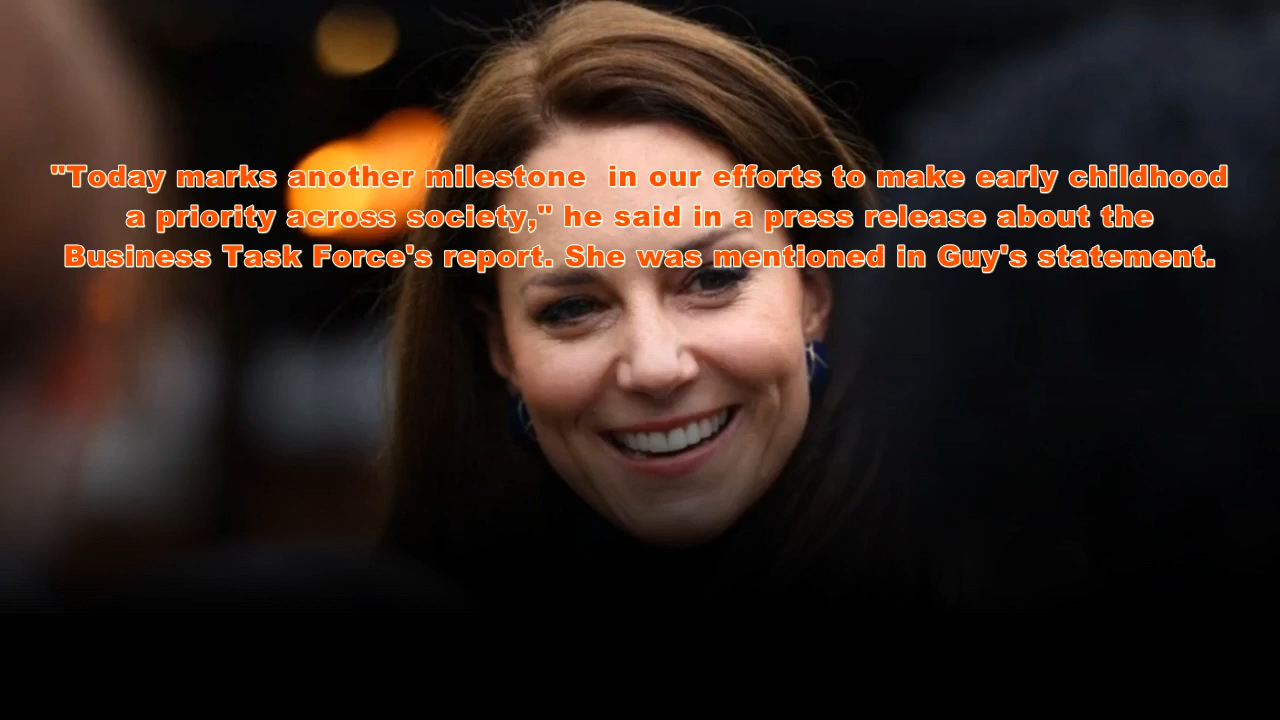 "Today marks another milestone  in our efforts to make early childhood
a priority across society," he said in a press release about the
Business Task Force's report. She was mentioned in Guy's statement.